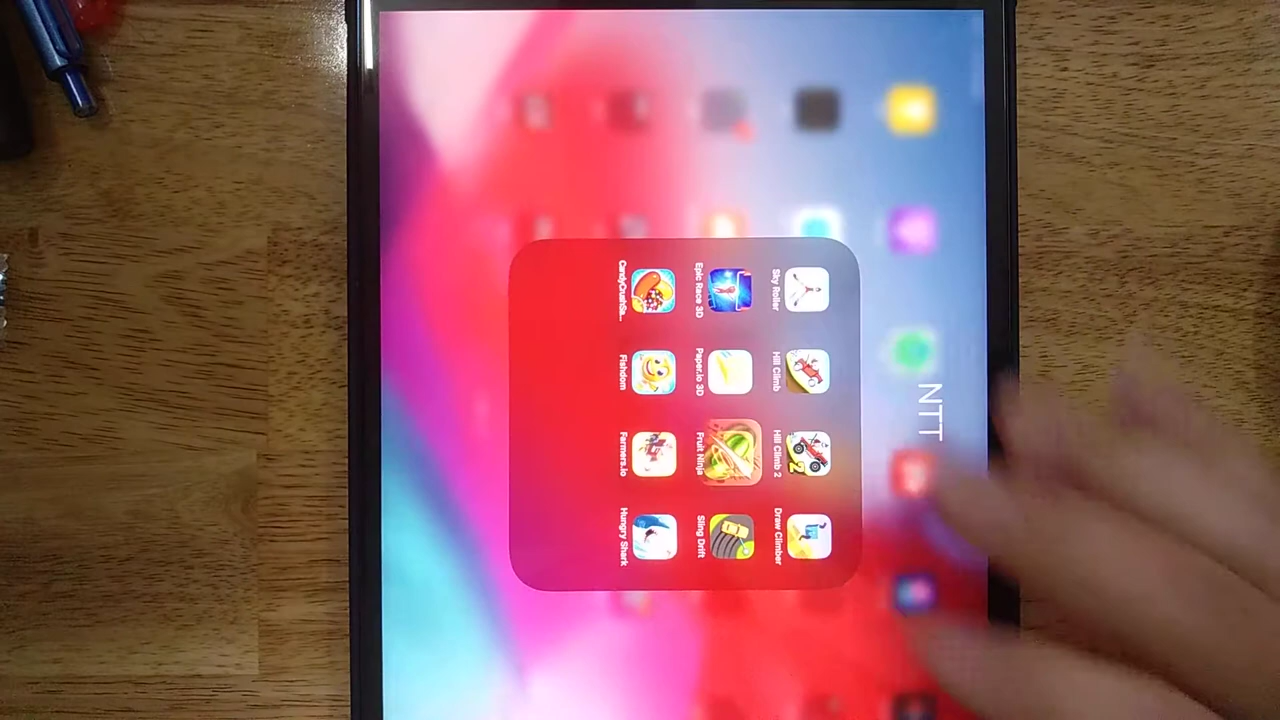 NTT
Sky Roller
Hill Climb
Hill Climb 2
Draw Climber
Epic Race 3D
Paper.io 3D
Fruit Ninja
Sling Drift
CandyCrushSa...
Fishdom
Farmers.io
Hungry Shark